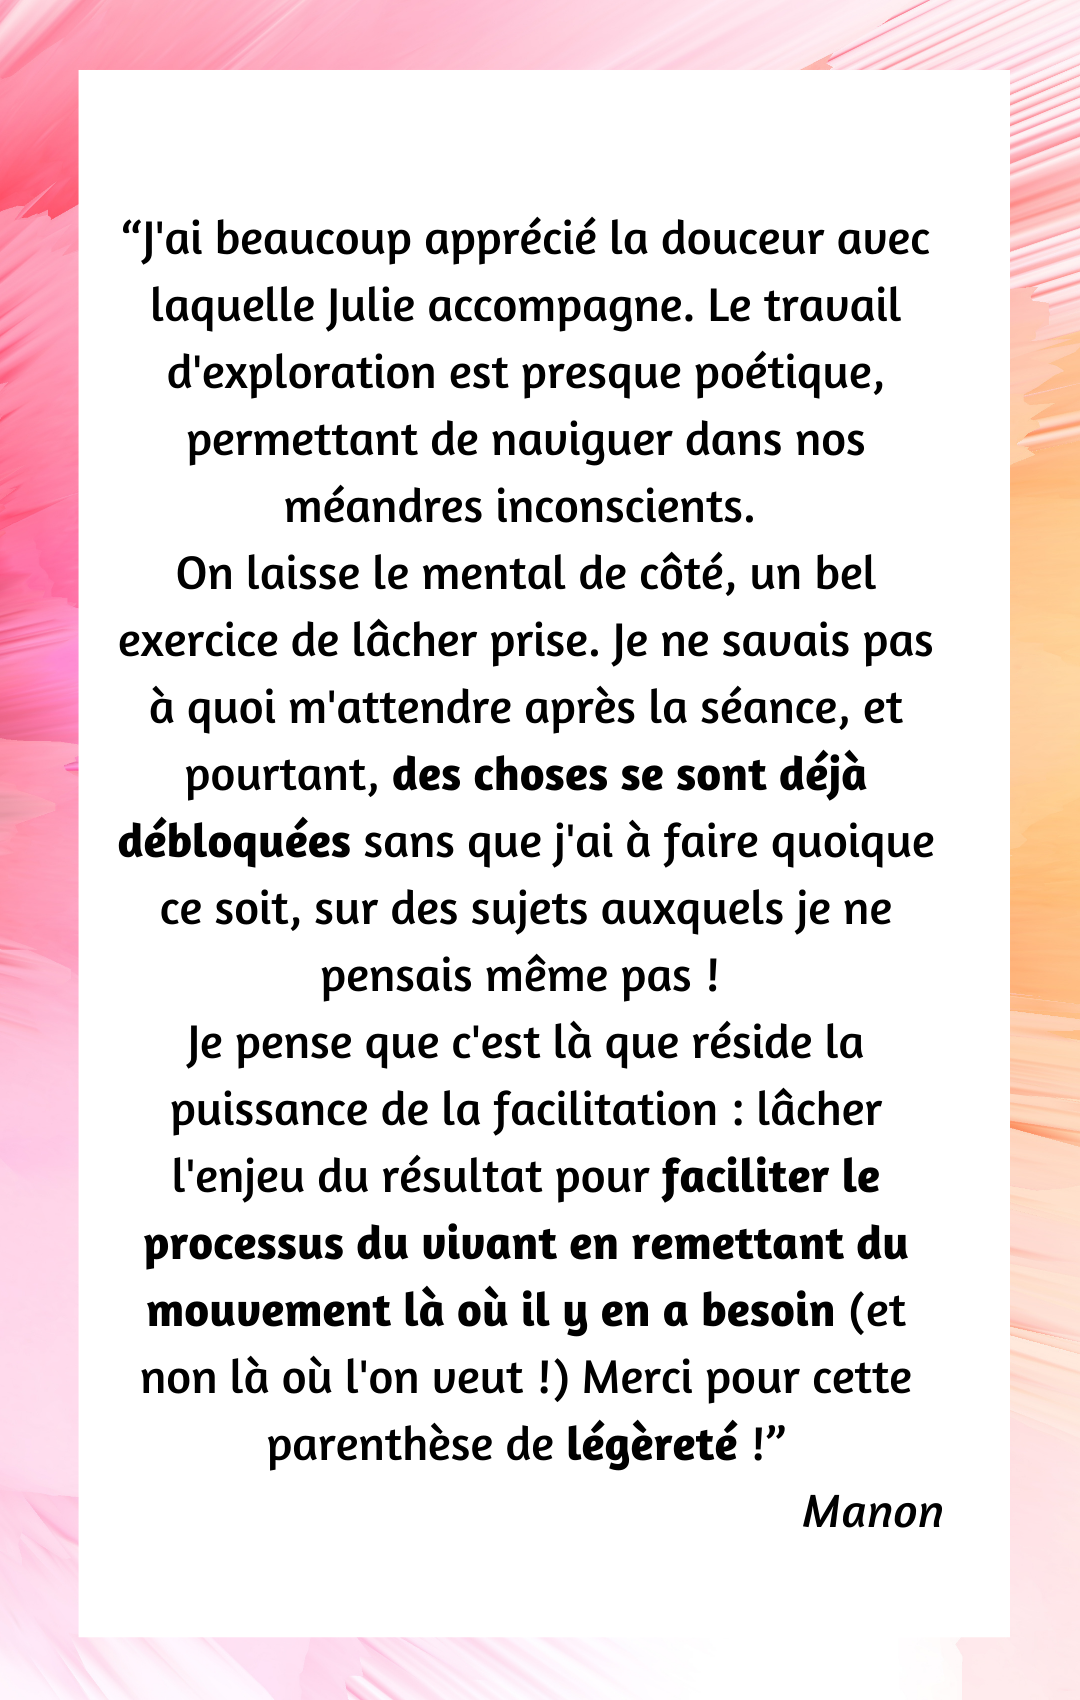 “J'ai beaucoup apprécié la douceur avec
laquelle Julie accompagne. Le travail
d'exploration est presque poétique,
permettant de naviguer dans nos
méandres inconscients.
On laisse le mental de côté, un bel
exercice de lâcher prise. Je ne savais pas
à quoi m'attendre après la séance, et
pourtant, des choses se sont déjà
débloquées sans que j'ai à faire quoique
ce soit, sur des sujets auxquels je ne
pensais même pas !
Je pense que c'est là que réside la
puissance de la facilitation : lâcher
l'enjeu du résultat pour faciliter le
processus du vivant en remettant du
mouvement là où il y en a besoin (et
non là où l'on veut !) Merci pour cette
parenthèse de légèreté !”
Manon